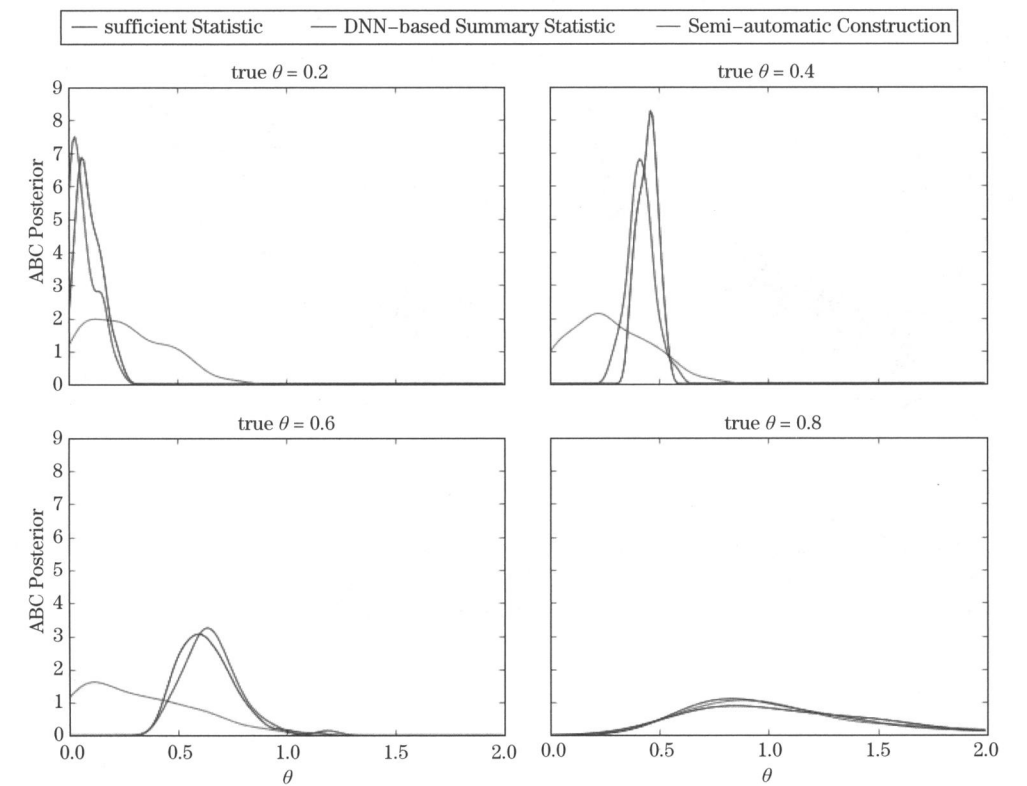 sufficient Statistic DNN–based Summary Statistic Semi–automatic Construction
true θ = 0.2 true θ = 0.4
9
8
7
6
5
4
3
2
1
0
ABC Posterior
true θ = 0.6 true θ = 0.8
9
8
7
6
5
4
3
2
1
0
ABC Posterior
0.0 0.5 1.0 1.5 2.0 0.0 0.5 1.0 1.5 2.0
θ θ